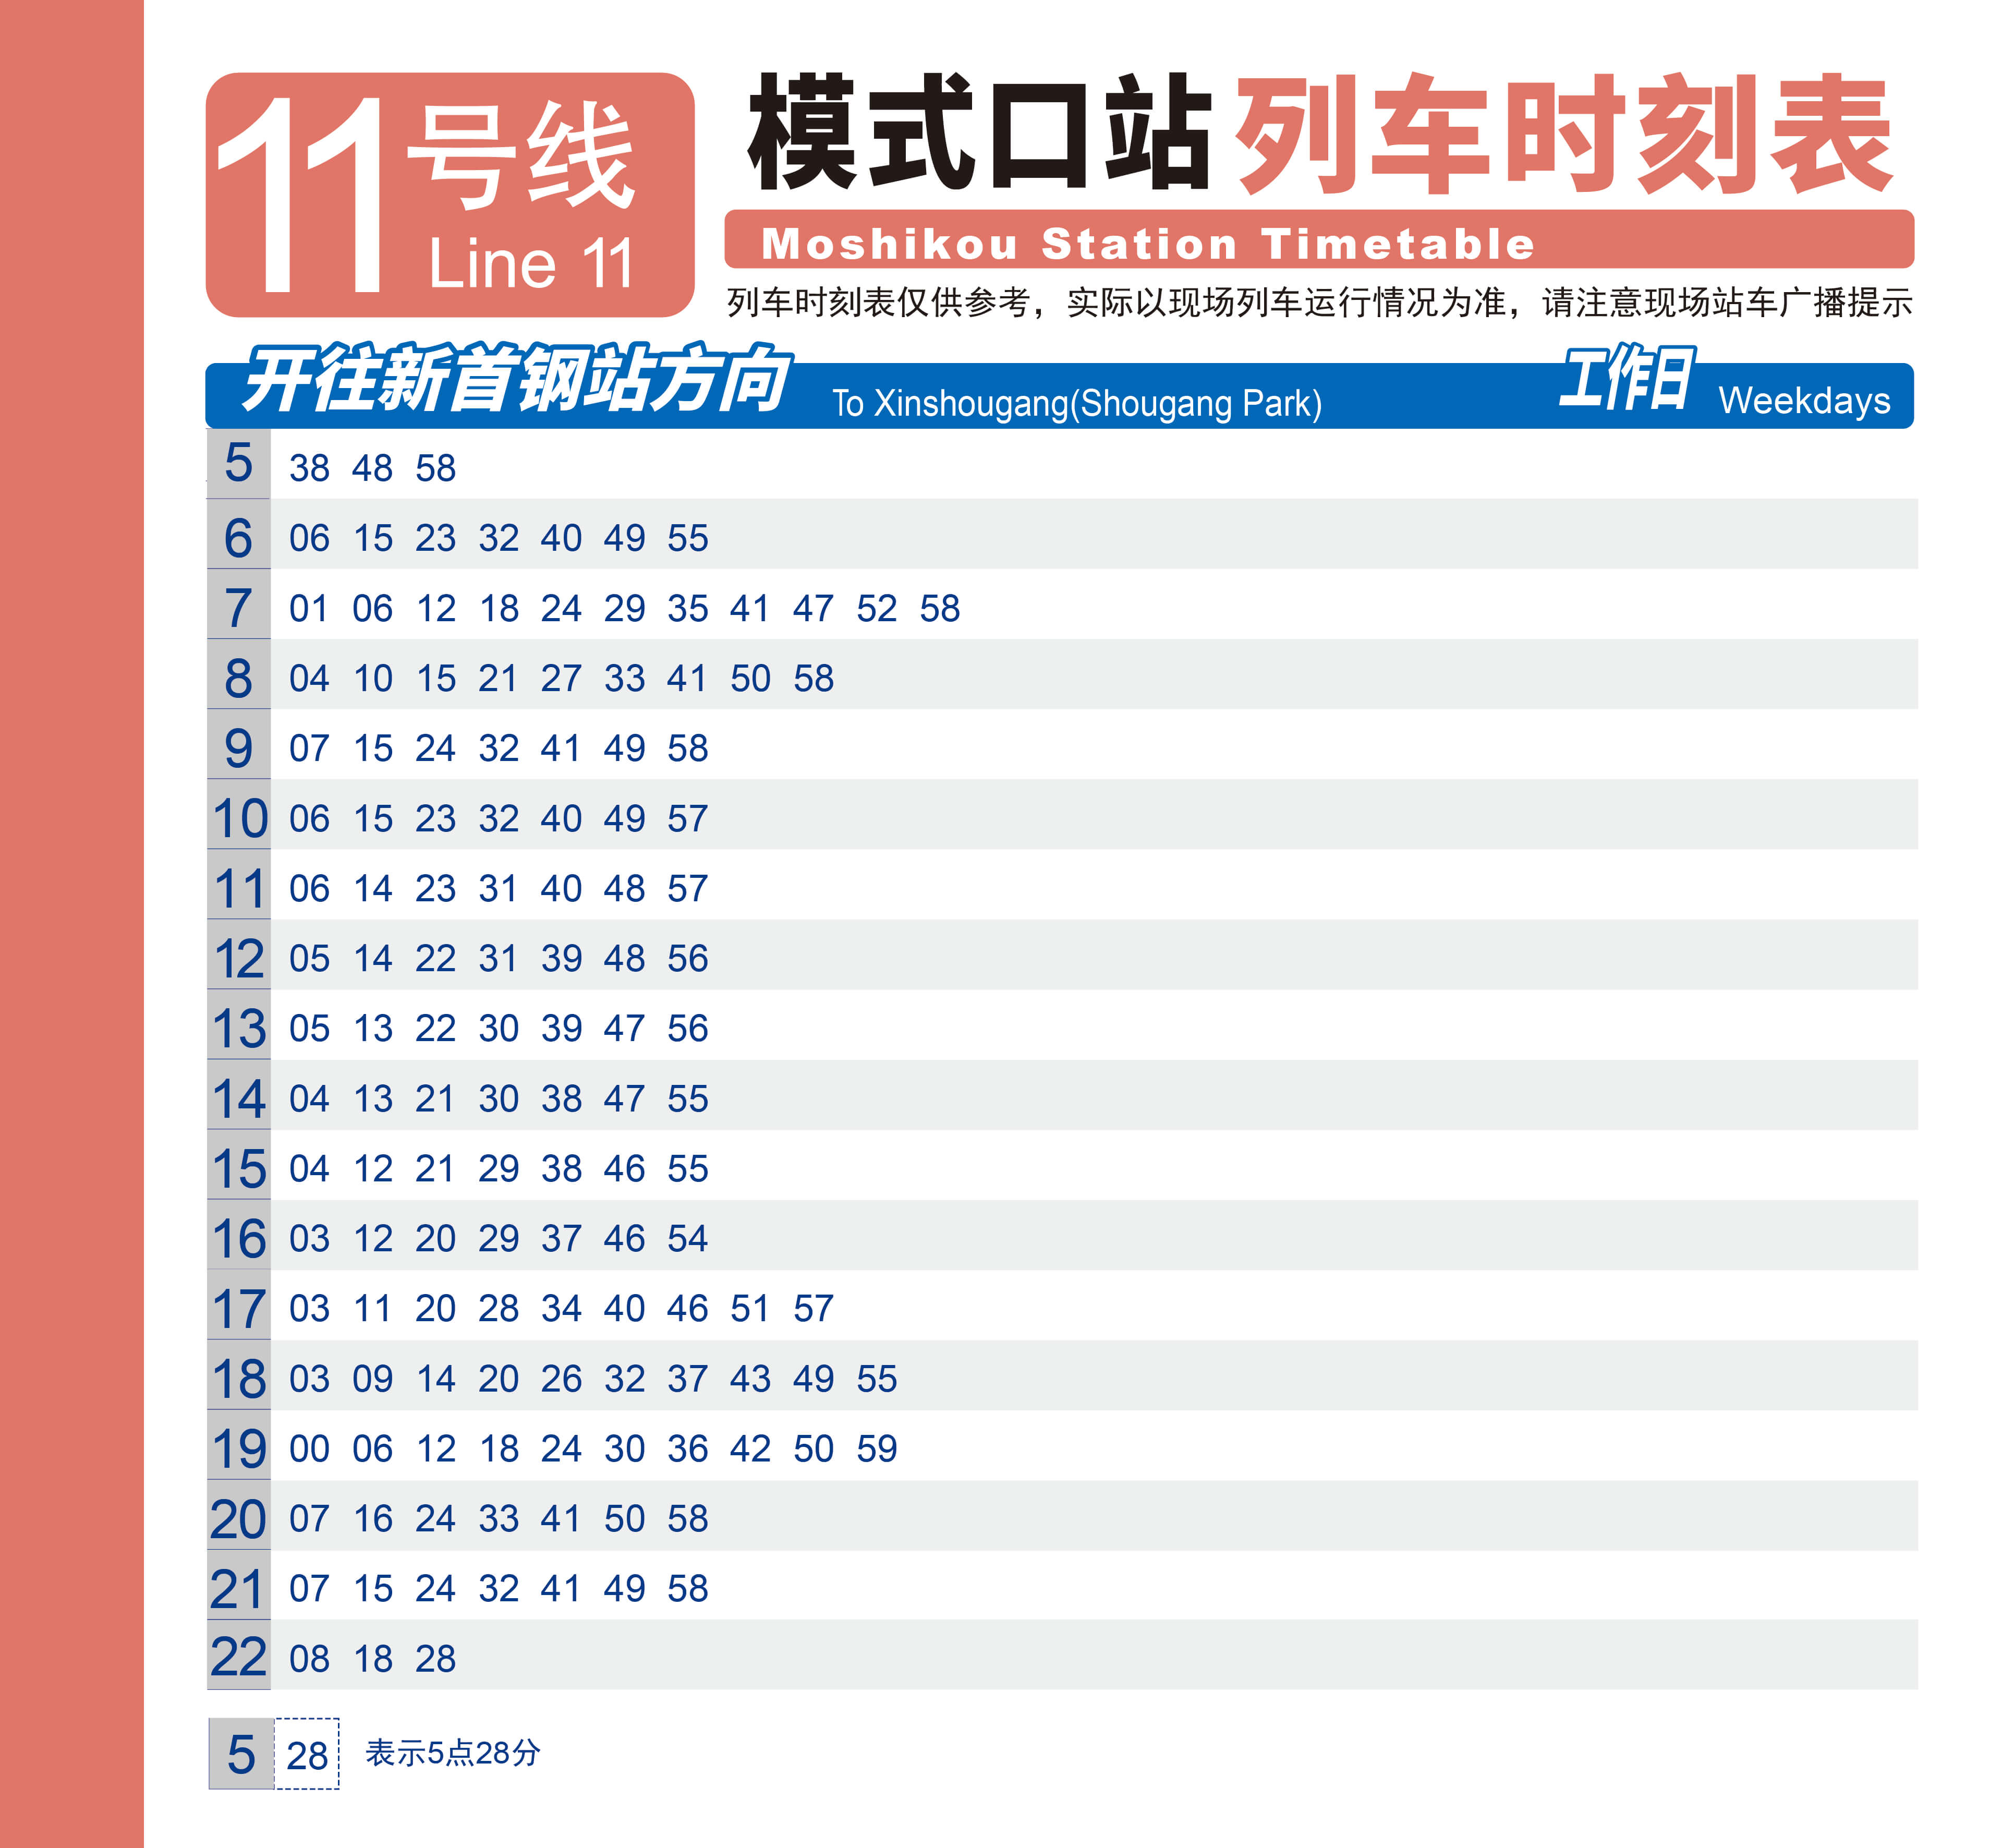 11号线
Line 11
模式口站 列车时刻表
Moshikou Station Timetable
列车时刻表仅供参考，实际以现场列车运行情况为准，请注意现场站车广播提示
开往新首钢站方向 To Xinshougang(Shougang Park) 工作日 Weekdays
5 38 48 58
6 06 15 23 32 40 49 55
7 01 06 12 18 24 29 35 41 47 52 58
8 04 10 15 21 27 33 41 50 58
9 07 15 24 32 41 49 58
10 06 15 23 32 40 49 57
11 06 14 23 31 40 48 57
12 05 14 22 31 39 48 56
13 05 13 22 30 39 47 56
14 04 13 21 30 38 47 55
15 04 12 21 29 38 46 55
16 03 12 20 29 37 46 54
17 03 11 20 28 34 40 46 51 57
18 03 09 14 20 26 32 37 43 49 55
19 00 06 12 18 24 30 36 42 50 59
20 07 16 24 33 41 50 58
21 07 15 24 32 41 49 58
22 08 18 28
5 28 表示5点28分